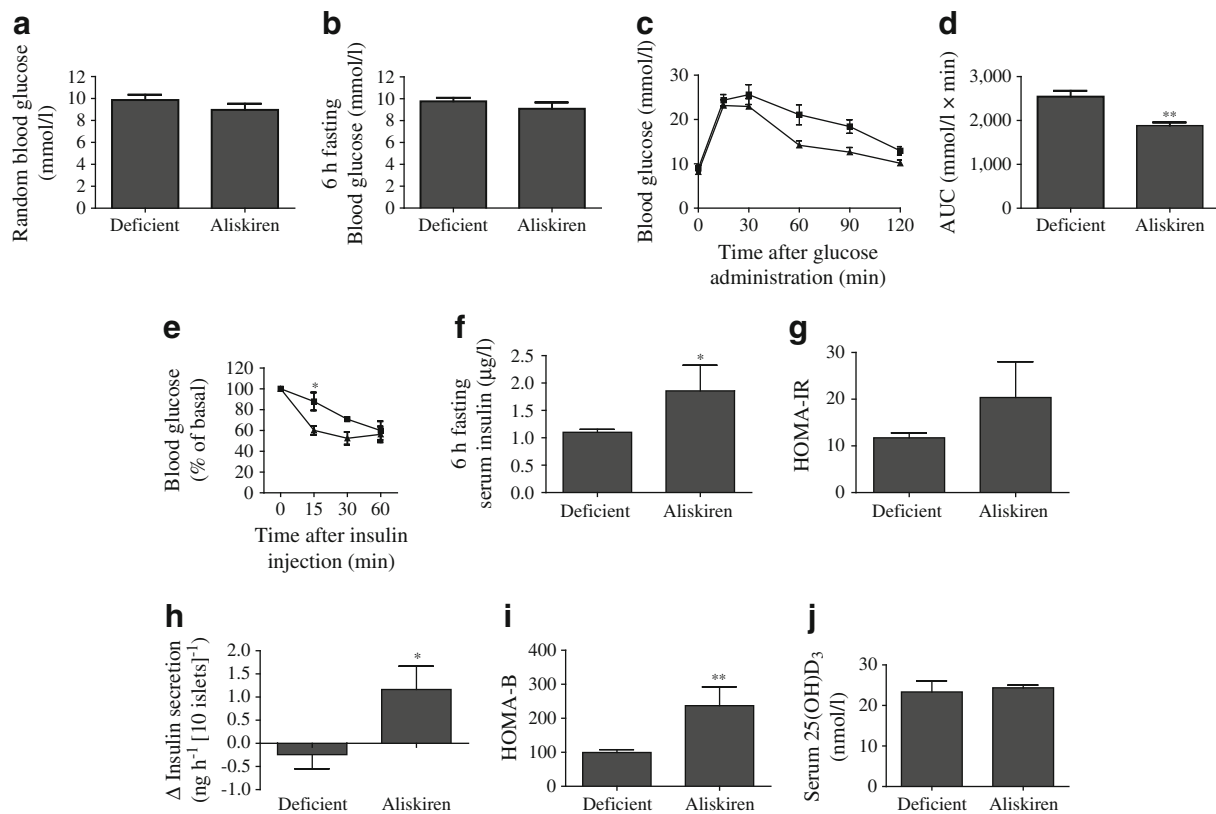 a
Random blood glucose
(mmol/l)
12
10
8
6
4
2
0
Deficient Aliskiren
b
6 h fasting
Blood glucose (mmol/l)
12
10
8
6
4
2
0
Deficient Aliskiren
c
Blood glucose (mmol/l)
30
20
10
0
0 30 60 90 120
Time after glucose
administration (min)
d
AUC (mmol/l × min)
3,000
2,000
1,000
0
**
Deficient Aliskiren
e
Blood glucose
(% of basal)
120
100
80
60
40
20
0
*
0 15 30 60
Time after insulin
injection (min)
f
6 h fasting
serum insulin (µg/l)
2.5
2.0
1.5
1.0
0.5
0.0
*
Deficient Aliskiren
g
HOMA-IR
30
20
10
0
Deficient Aliskiren
h
Δ Insulin secretion
(ng h⁻¹ [10 islets]⁻¹
2.0
1.5
1.0
0.5
0.0
-0.5
-1.0
*
Deficient Aliskiren
i
HOMA-B
400
300
200
100
0
**
Deficient Aliskiren
j
Serum 25(OH)D₃
(nmol/l)
30
20
10
0
Deficient Aliskiren